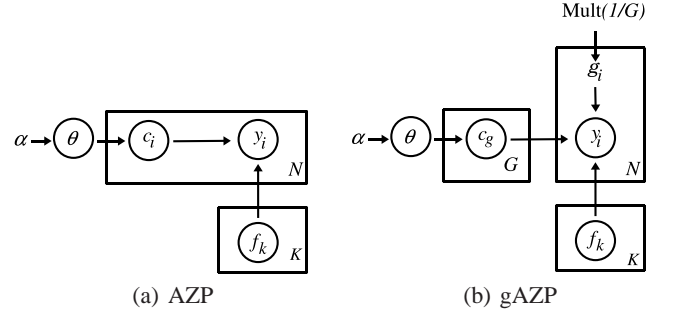 Mult(1/G)
g_i
α θ c_i y_i N
f_k K
α θ c_g G y_i N
f_k K
(a) AZP (b) gAZP